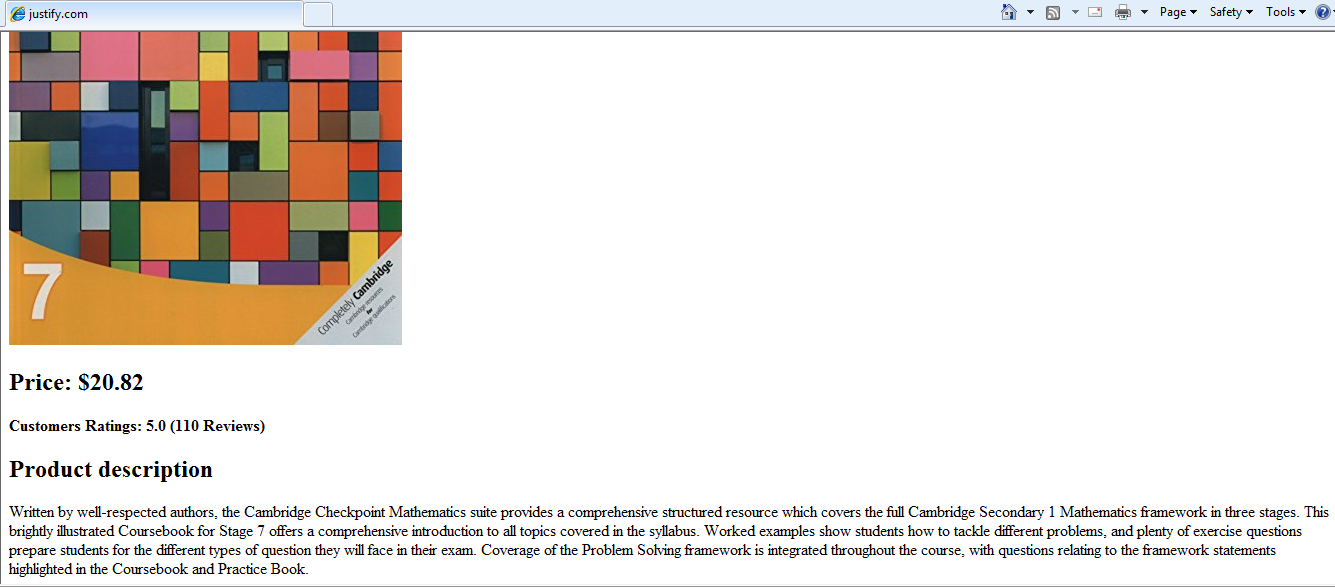 justify.com
Page
Safety
Tools
7
Completely Cambridge
Cambridge resources
for
Cambridge qualifications
Price: $20.82
Customers Ratings: 5.0 (110 Reviews)
Product description
Written by well-respected authors, the Cambridge Checkpoint Mathematics suite provides a comprehensive structured resource which covers the full Cambridge Secondary 1 Mathematics framework in three stages. This
brightly illustrated Coursebook for Stage 7 offers a comprehensive introduction to all topics covered in the syllabus. Worked examples show students how to tackle different problems, and plenty of exercise questions
prepare students for the different types of question they will face in their exam. Coverage of the Problem Solving framework is integrated throughout the course, with questions relating to the framework statements
highlighted in the Coursebook and Practice Book.